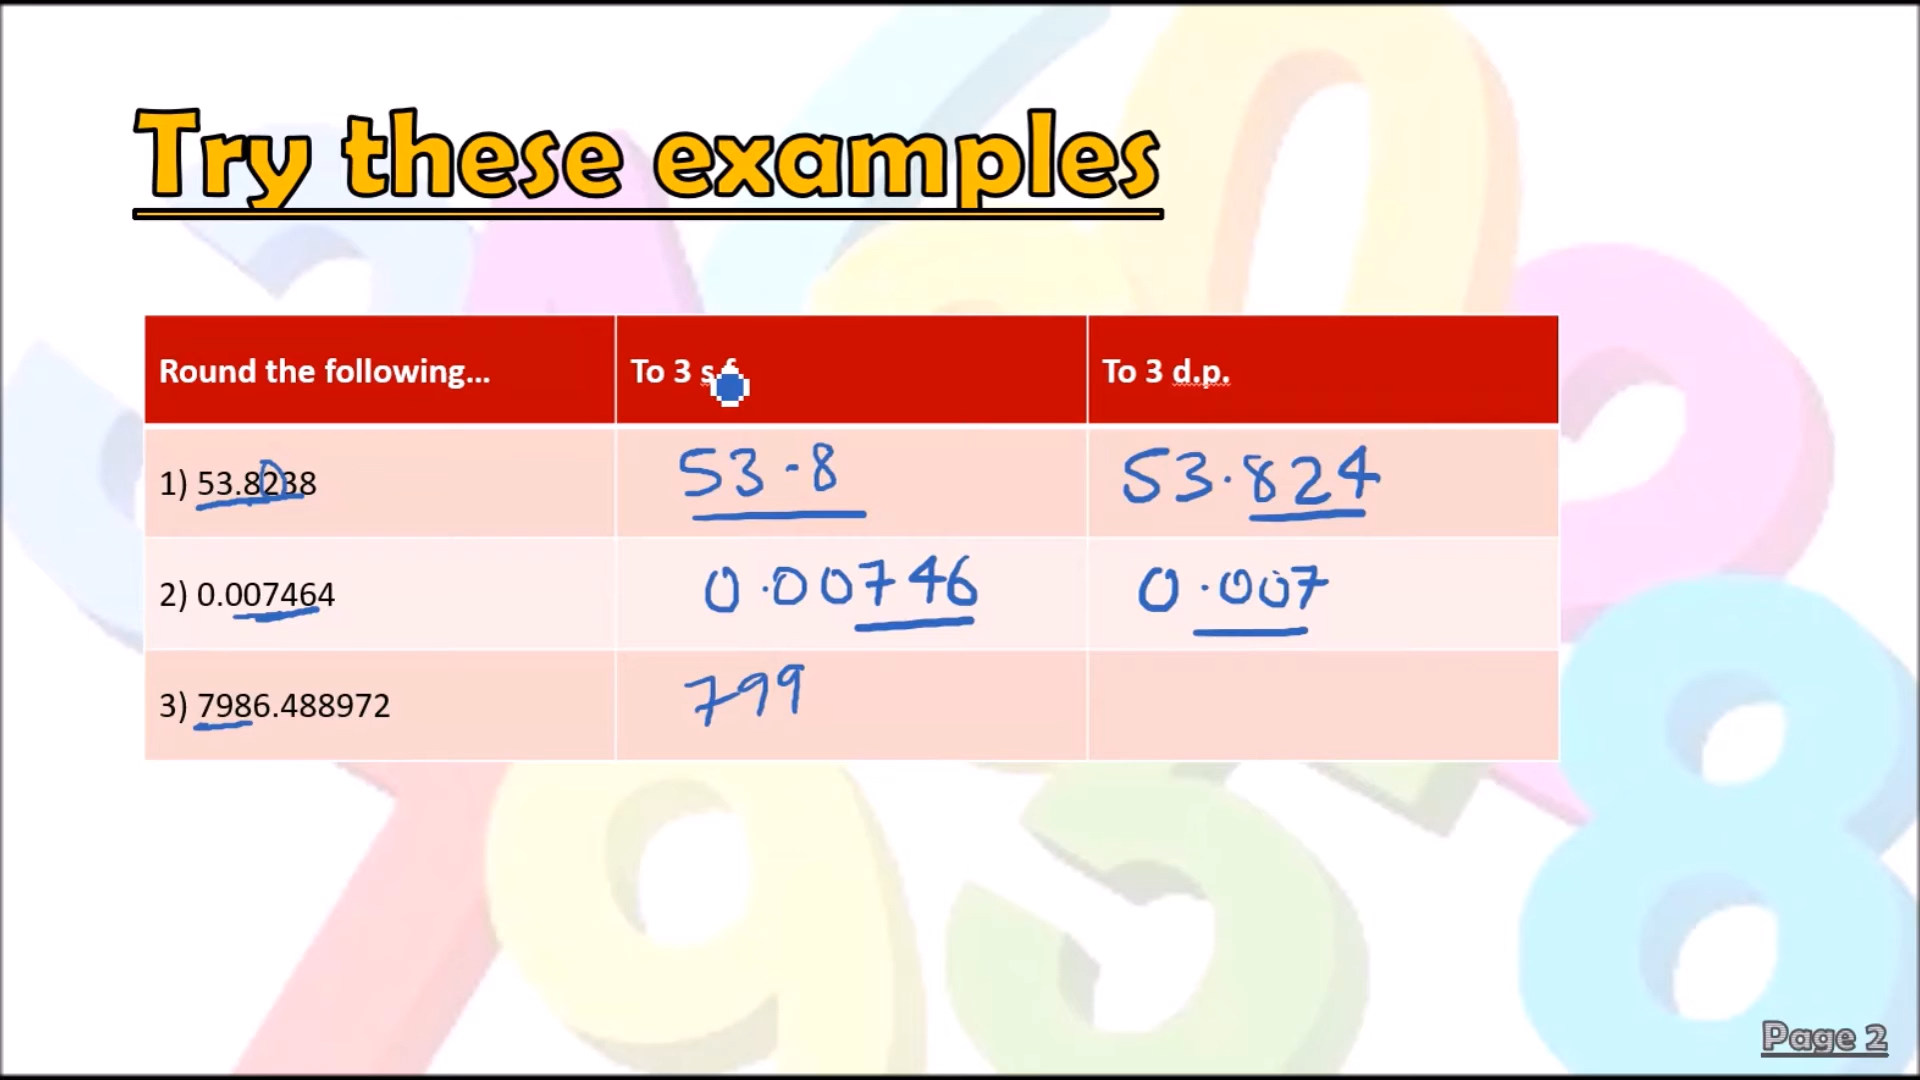 Try these examples
Round the following... To 3 s.f To 3 d.p.
1) 53.8238 53.8 53.824
2) 0.007464 0.00746 0.007
3) 7986.488972 799
Page 2